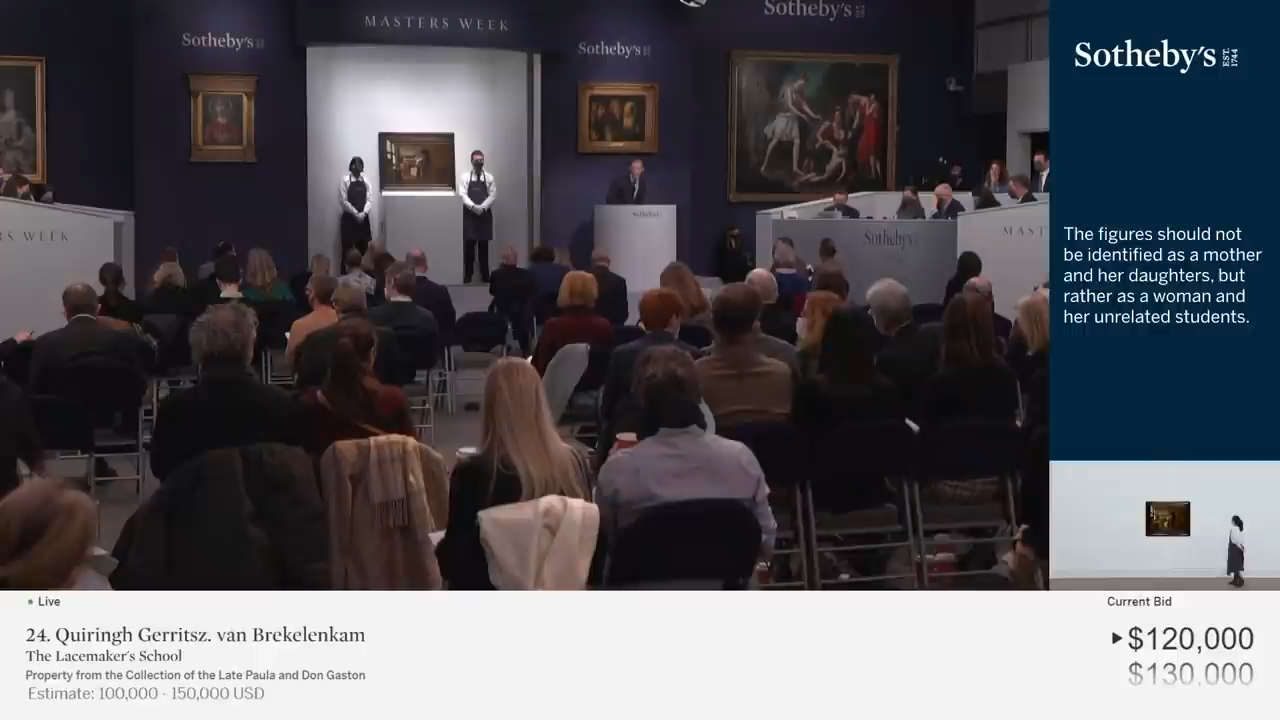 MASTERS WEEK
Sotheby's
Sotheby's
Sotheby's
Sotheby's EST. 1744
RS WEEK
Sotheby's
Sotheby's
MAST
The figures should not
be identified as a mother
and her daughters, but
rather as a woman and
her unrelated students.
Live
24. Quiringh Gerritsz. van Brekelenkam
The Lacemaker's School
Property from the Collection of the Late Paula and Don Gaston
Estimate: 100,000 - 150,000 USD
Current Bid
$120,000
$130,000